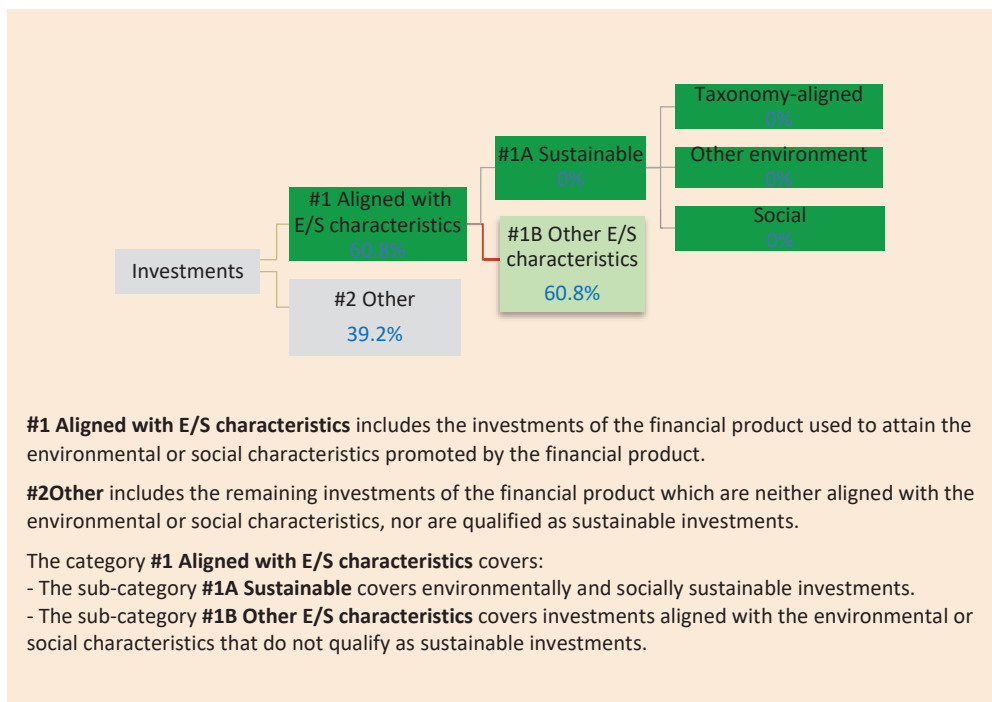 Taxonomy-aligned
0%
#1A Sustainable
0%
Other environment
0%
#1 Aligned with
E/S characteristics
60.8%
Social
0%
#1B Other E/S
characteristics
60.8%
Investments
#2 Other
39.2%
#1 Aligned with E/S characteristics includes the investments of the financial product used to attain the
environmental or social characteristics promoted by the financial product.
#2Other includes the remaining investments of the financial product which are neither aligned with the
environmental or social characteristics, nor are qualified as sustainable investments.
The category #1 Aligned with E/S characteristics covers:
- The sub-category #1A Sustainable covers environmentally and socially sustainable investments.
- The sub-category #1B Other E/S characteristics covers investments aligned with the environmental or
social characteristics that do not qualify as sustainable investments.